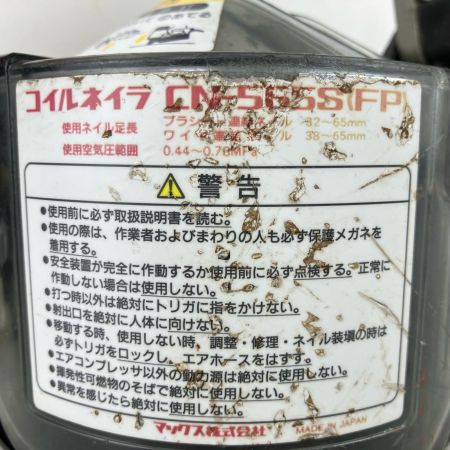 コイルネイラ CN-565S(FP)
使用ネイル足長 プラシート連結ネイル 32～65mm
ワイヤ連結ネイル 38～65mm
使用空気圧範囲 0.44～0.78MPa
警告
●使用前に必ず取扱説明書を読む。
●使用の際は、作業者およびまわりの人も必ず保護メガネを
着用する。
●安全装置が完全に作動するか使用前に必ず点検する。正常に
作動しない場合は使用しない。
●打つ時以外は絶対にトリガに指をかけない。
●射出口を絶対に人体に向けない。
●移動する時、使用しない時、調整・修理・ネイル装填の時は
必ずトリガをロックし、エアホースをはずす。
●エアコンプレッサ以外の動力源は絶対に使用しない。
●揮発性可燃物のそばで絶対に使用しない。
●異常を感じたら絶対に使用しない。
マックス株式会社 MADE IN JAPAN